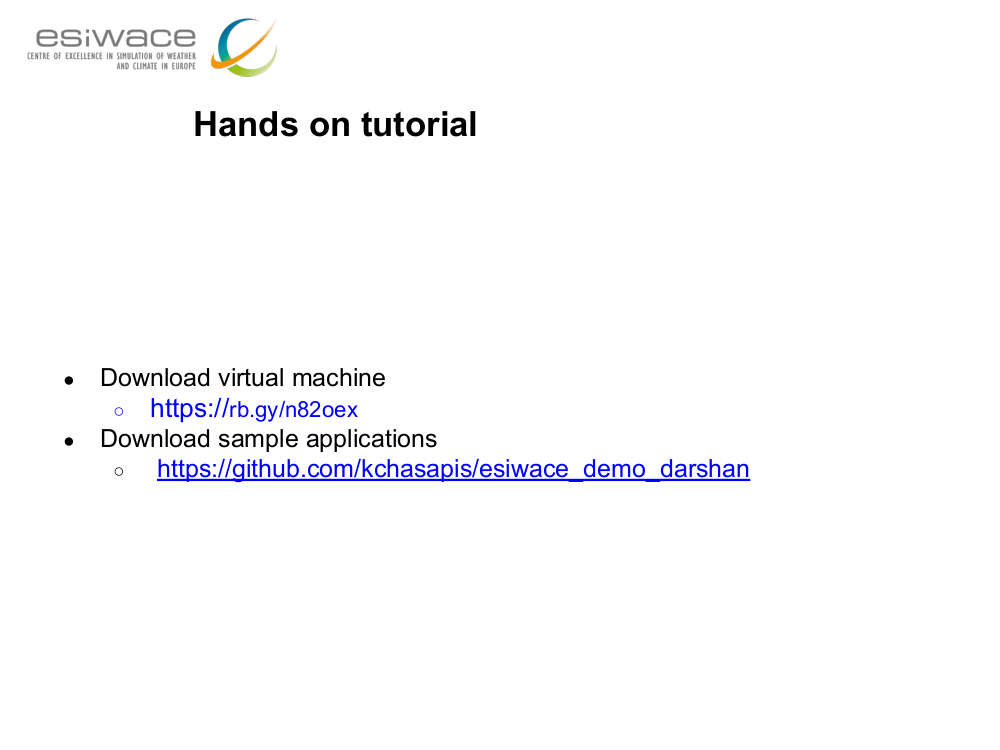 esiwace
CENTRE OF EXCELLENCE IN SIMULATION OF WEATHER
AND CLIMATE IN EUROPE
Hands on tutorial
● Download virtual machine
○ https://rb.gy/n82oex
● Download sample applications
○ https://github.com/kchasapis/esiwace_demo_darshan